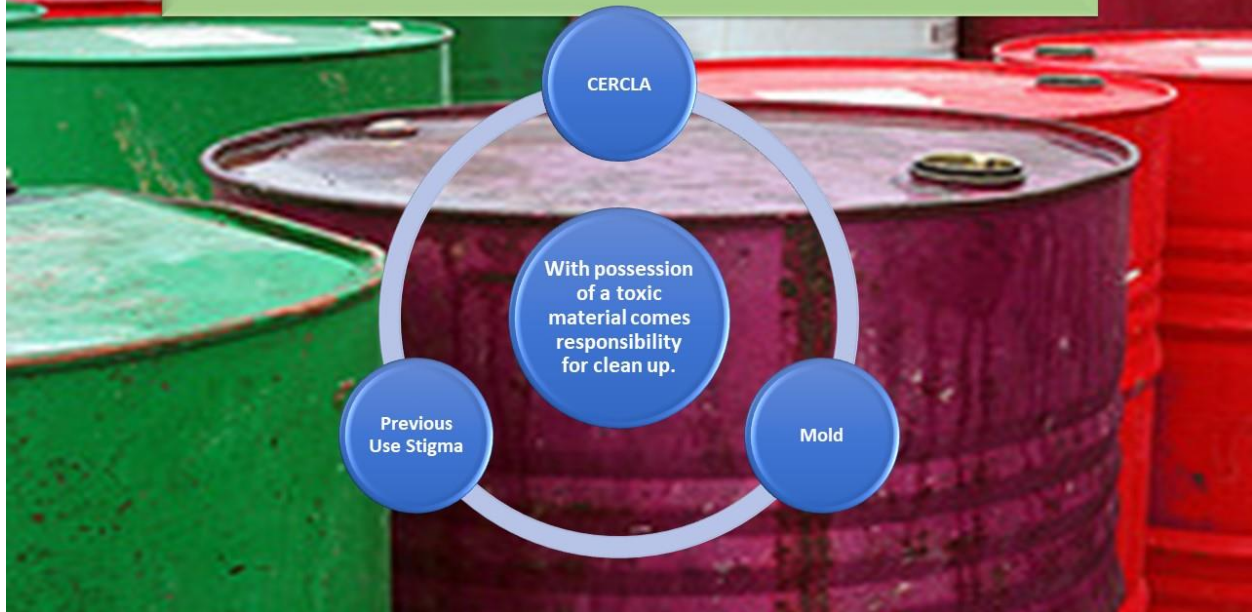 CERCLA
With possession
of a toxic
material comes
responsibility
for clean up.
Previous
Use Stigma
Mold